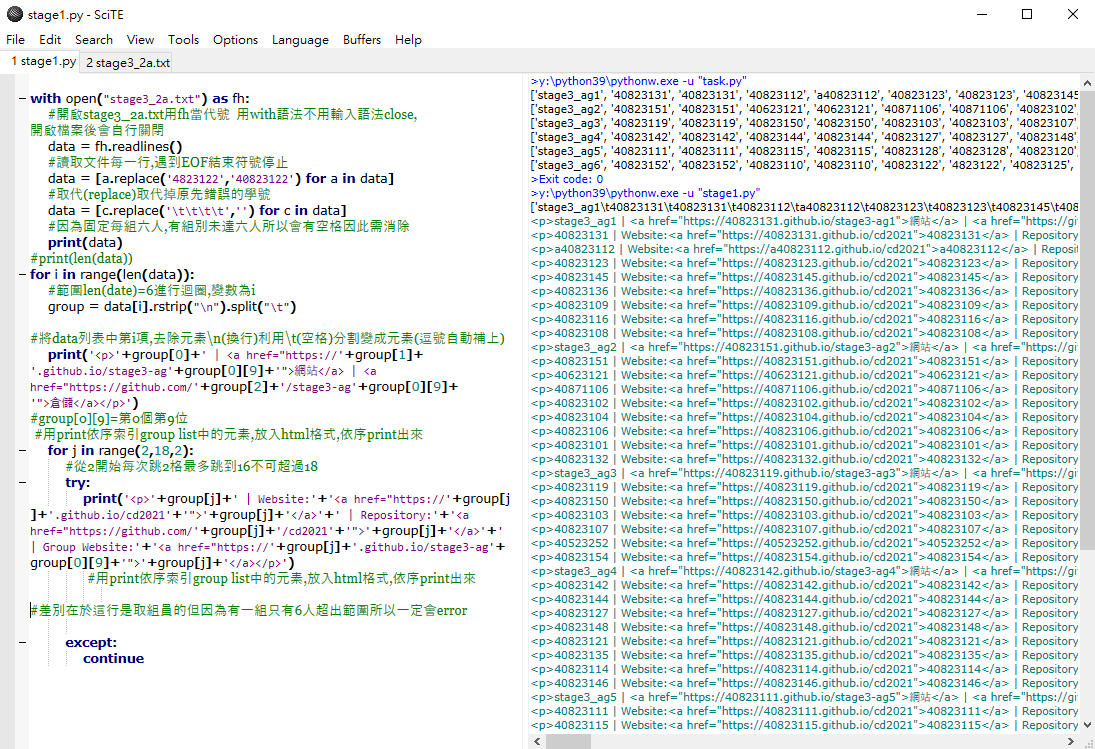 stage1.py - SciTE
File Edit Search View Tools Options Language Buffers Help
1 stage1.py 2 stage3_2a.txt
with open("stage3_2a.txt") as fh:
#開啟stage3_2a.txt用fh當代號 用with語法不用輸入語法close,
開啟檔案後會自行關閉
data = fh.readlines()
#讀取文件每一行,遇到EOF結束符號停止
data = [a.replace('4823122','40823122') for a in data]
#取代(replace)取代掉原先錯誤的學號
data = [c.replace('\t\t\t\t','') for c in data]
#因為固定每組六人,有組別未達六人所以會有空格因此需消除
print(data)
#print(len(data))
for i in range(len(data)):
#範圍len(date)=6進行迴圈,變數為i
group = data[i].rstrip("\n").split("\t")
#將data列表中第i項,去除元素\n(換行)利用\t(空格)分割變成元素(逗號自動補上)
print('<p>'+group[0]+' | <a href="https://'+group[1]+
'.github.io/stage3-ag'+group[0][9]+'">網站</a> | <a
href="https://github.com/'+group[2]+'/stage3-ag'+group[0][9]+
'">倉儲</a></p>')
#group[0][9]=第0個第9位
#用print依序索引group list中的元素,放入html格式,依序print出來
for j in range(2,18,2):
#從2開始每次跳2格最多跳到16不可超過18
try:
print('<p>'+group[j]+' | Website:'+'<a href="https://'+group[j
]+'.github.io/cd2021'+'">'+group[j]+'</a>'+' | Repository:'+'<a
href="https://github.com/'+group[j]+'/cd2021'+'">'+group[j]+'</a>'+'
| Group Website:'+'<a href="https://'+group[j]+'.github.io/stage3-ag'+
group[0][9]+'">'+group[j]+'</a></p>')
#用print依序索引group list中的元素,放入html格式,依序print出來
#差別在於這行是取組員的但因為有一組只有6人超出範圍所以一定會error
except:
continue
>y:\python39\pythonw.exe -u "task.py"
['stage3_ag1', '40823131', '40823131', '40823112', 'a40823112', '40823123', '40823123', '40823145
['stage3_ag2', '40823151', '40823151', '40623121', '40623121', '40871106', '40871106', '40823102'
['stage3_ag3', '40823119', '40823119', '40823150', '40823150', '40823103', '40823103', '40823107'
['stage3_ag4', '40823142', '40823142', '40823144', '40823144', '40823127', '40823127', '40823148'
['stage3_ag5', '40823111', '40823111', '40823115', '40823115', '40823128', '40823128', '40823120'
['stage3_ag6', '40823152', '40823152', '40823110', '40823110', '40823122', '4823122', '40823125',
>Exit code: 0
>y:\python39\pythonw.exe -u "stage1.py"
['stage3_ag1\t40823131\t40823131\t40823112\ta40823112\t40823123\t40823123\t40823145\t408
<p>stage3_ag1 | <a href="https://40823131.github.io/stage3-ag1">網站</a> | <a href="https://gi
<p>40823131 | Website:<a href="https://40823131.github.io/cd2021">40823131</a> | Repository
<p>a40823112 | Website:<a href="https://a40823112.github.io/cd2021">a40823112</a> | Reposit
<p>40823123 | Website:<a href="https://40823123.github.io/cd2021">40823123</a> | Repository
<p>40823145 | Website:<a href="https://40823145.github.io/cd2021">40823145</a> | Repository
<p>40823136 | Website:<a href="https://40823136.github.io/cd2021">40823136</a> | Repository
<p>40823109 | Website:<a href="https://40823109.github.io/cd2021">40823109</a> | Repository
<p>40823116 | Website:<a href="https://40823116.github.io/cd2021">40823116</a> | Repository
<p>40823108 | Website:<a href="https://40823108.github.io/cd2021">40823108</a> | Repository
<p>stage3_ag2 | <a href="https://40823151.github.io/stage3-ag2">網站</a> | <a href="https://gi
<p>40823151 | Website:<a href="https://40823151.github.io/cd2021">40823151</a> | Repository
<p>40623121 | Website:<a href="https://40623121.github.io/cd2021">40623121</a> | Repository
<p>40871106 | Website:<a href="https://40871106.github.io/cd2021">40871106</a> | Repository
<p>40823102 | Website:<a href="https://40823102.github.io/cd2021">40823102</a> | Repository
<p>40823104 | Website:<a href="https://40823104.github.io/cd2021">40823104</a> | Repository
<p>40823106 | Website:<a href="https://40823106.github.io/cd2021">40823106</a> | Repository
<p>40823101 | Website:<a href="https://40823101.github.io/cd2021">40823101</a> | Repository
<p>40823132 | Website:<a href="https://40823132.github.io/cd2021">40823132</a> | Repository
<p>stage3_ag3 | <a href="https://40823119.github.io/stage3-ag3">網站</a> | <a href="https://gi
<p>40823119 | Website:<a href="https://40823119.github.io/cd2021">40823119</a> | Repository
<p>40823150 | Website:<a href="https://40823150.github.io/cd2021">40823150</a> | Repository
<p>40823103 | Website:<a href="https://40823103.github.io/cd2021">40823103</a> | Repository
<p>40823107 | Website:<a href="https://40823107.github.io/cd2021">40823107</a> | Repository
<p>40523252 | Website:<a href="https://40523252.github.io/cd2021">40523252</a> | Repository
<p>40823154 | Website:<a href="https://40823154.github.io/cd2021">40823154</a> | Repository
<p>stage3_ag4 | <a href="https://40823142.github.io/stage3-ag4">網站</a> | <a href="https://gi
<p>40823142 | Website:<a href="https://40823142.github.io/cd2021">40823142</a> | Repository
<p>40823144 | Website:<a href="https://40823144.github.io/cd2021">40823144</a> | Repository
<p>40823127 | Website:<a href="https://40823127.github.io/cd2021">40823127</a> | Repository
<p>40823148 | Website:<a href="https://40823148.github.io/cd2021">40823148</a> | Repository
<p>40823121 | Website:<a href="https://40823121.github.io/cd2021">40823121</a> | Repository
<p>40823135 | Website:<a href="https://40823135.github.io/cd2021">40823135</a> | Repository
<p>40823114 | Website:<a href="https://40823114.github.io/cd2021">40823114</a> | Repository
<p>40823146 | Website:<a href="https://40823146.github.io/cd2021">40823146</a> | Repository
<p>stage3_ag5 | <a href="https://40823111.github.io/stage3-ag5">網站</a> | <a href="https://gi
<p>40823111 | Website:<a href="https://40823111.github.io/cd2021">40823111</a> | Repository
<p>40823115 | Website:<a href="https://40823115.github.io/cd2021">40823115</a> | Repository